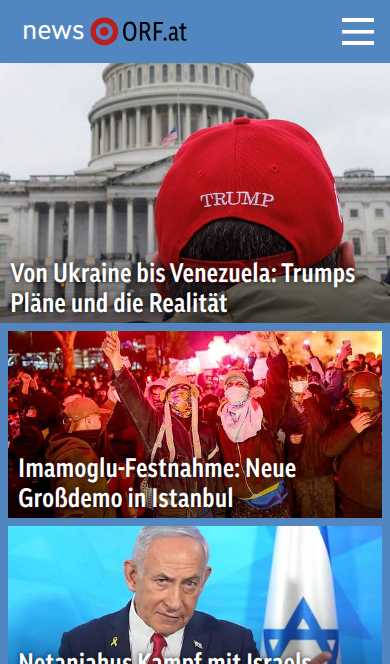 news ORF.at
TRUMP
Von Ukraine bis Venezuela: Trumps
Pläne und die Realität
Imamoglu-Festnahme: Neue
Großdemo in Istanbul
Netanjahus Kampf mit Israels